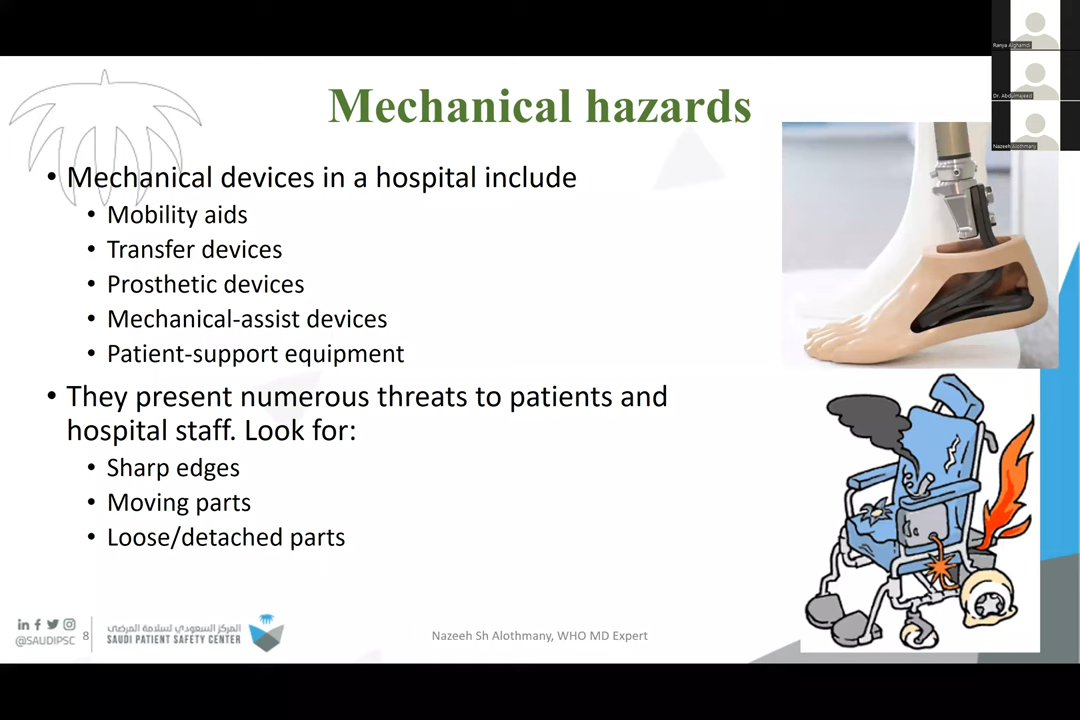 Mechanical hazards
• Mechanical devices in a hospital include
• Mobility aids
• Transfer devices
• Prosthetic devices
• Mechanical-assist devices
• Patient-support equipment
• They present numerous threats to patients and
hospital staff. Look for:
• Sharp edges
• Moving parts
• Loose/detached parts
@SAUDIPSC
8
المركز السعودي لسلامة المرضى
SAUDI PATIENT SAFETY CENTER
Nazeeh Sh Alothmany, WHO MD Expert
Ranya Alghamdi
Dr. Abdulmajeed
Nazeeh Alothmany